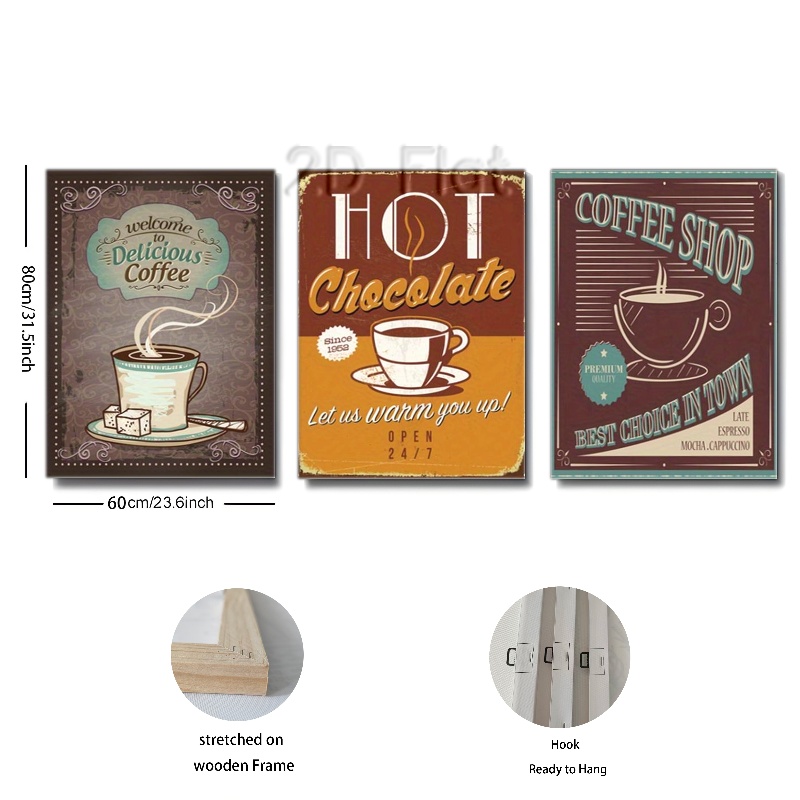 2D Flat
80cm/31.5inch
welcome
to
Delicious
Coffee
60cm/23.6inch
HOT
Chocolate
Since
1952
Let us warm you up!
OPEN
24/7
COFFEE SHOP
PREMIUM
QUALITY
BEST CHOICE IN TOWN
LATE
ESPRESSO
MOCHA .CAPPUCCINO
stretched on
wooden Frame
Hook
Ready to Hang